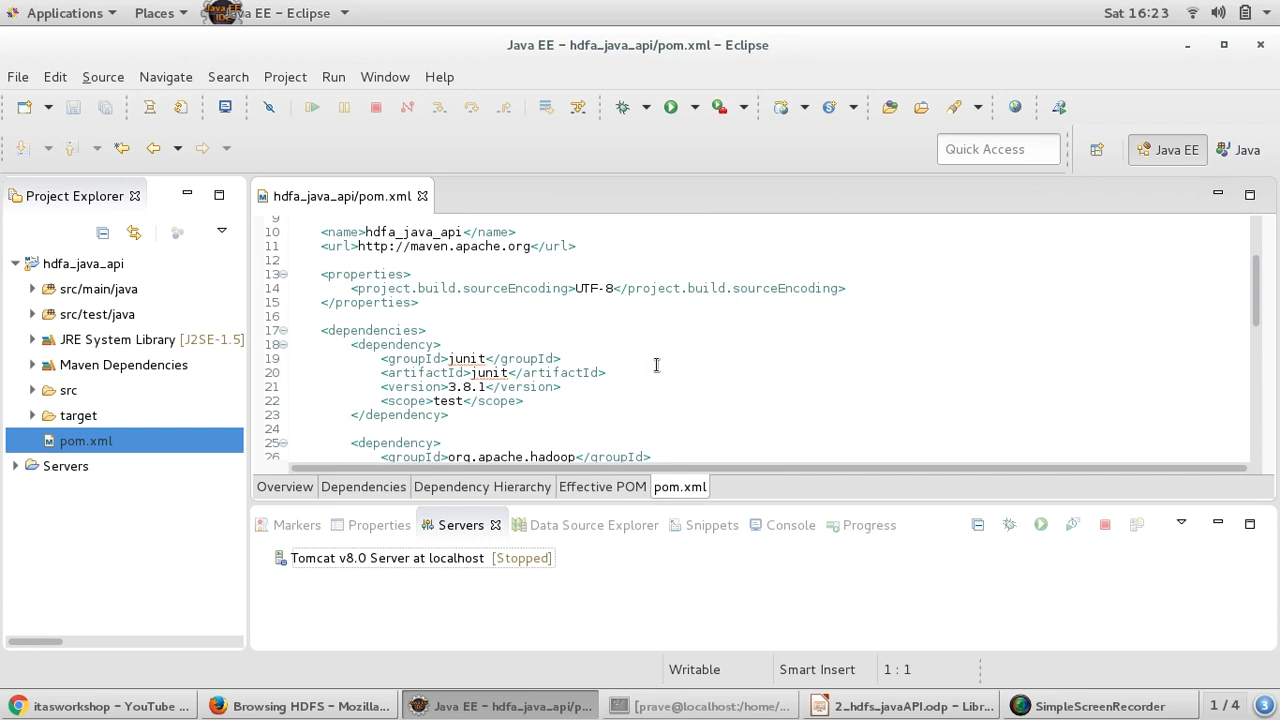 Applications Places Java EE - Eclipse Sat 16:23
Java EE – hdfa_java_api/pom.xml – Eclipse
File Edit Source Navigate Search Project Run Window Help
Quick Access Java EE Java
Project Explorer
hdfa_java_api
src/main/java
src/test/java
JRE System Library [J2SE-1.5]
Maven Dependencies
src
target
pom.xml
Servers
hdfa_java_api/pom.xml
9
10 <name>hdfa_java_api</name>
11 <url>http://maven.apache.org</url>
12
13 <properties>
14 <project.build.sourceEncoding>UTF-8</project.build.sourceEncoding>
15 </properties>
16
17 <dependencies>
18 <dependency>
19 <groupId>junit</groupId>
20 <artifactId>junit</artifactId>
21 <version>3.8.1</version>
22 <scope>test</scope>
23 </dependency>
24
25 <dependency>
26 <groupId>org.apache.hadoop</groupId>
Overview Dependencies Dependency Hierarchy Effective POM pom.xml
Markers Properties Servers Data Source Explorer Snippets Console Progress
Tomcat v8.0 Server at localhost [Stopped]
Writable Smart Insert 1 : 1
itasworkshop – YouTube ... Browsing HDFS – Mozilla... Java EE – hdfa_java_api/p... [prave@localhost:/home/... 2_hdfs_javaAPI.odp – Libr... SimpleScreenRecorder 1 / 4 3